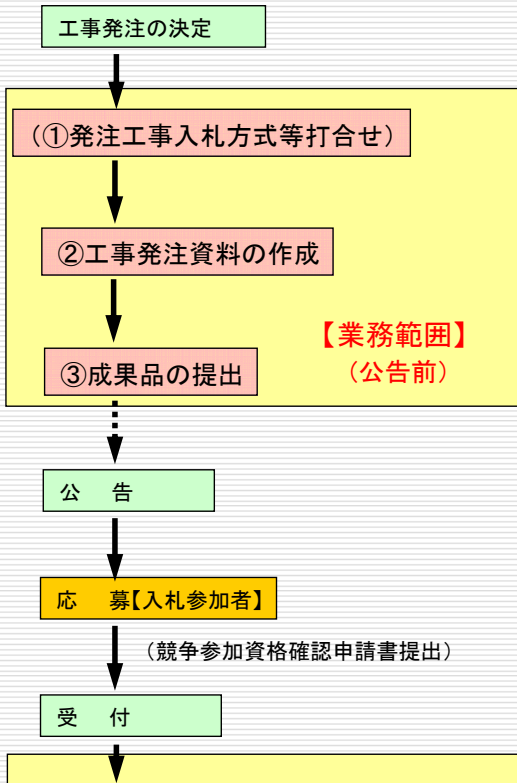 工事発注の決定
（①発注工事入札方式等打合せ）
②工事発注資料の作成
【業務範囲】
（公告前）
③成果品の提出
公　告
応　募【入札参加者】
（競争参加資格確認申請書提出）
受　付